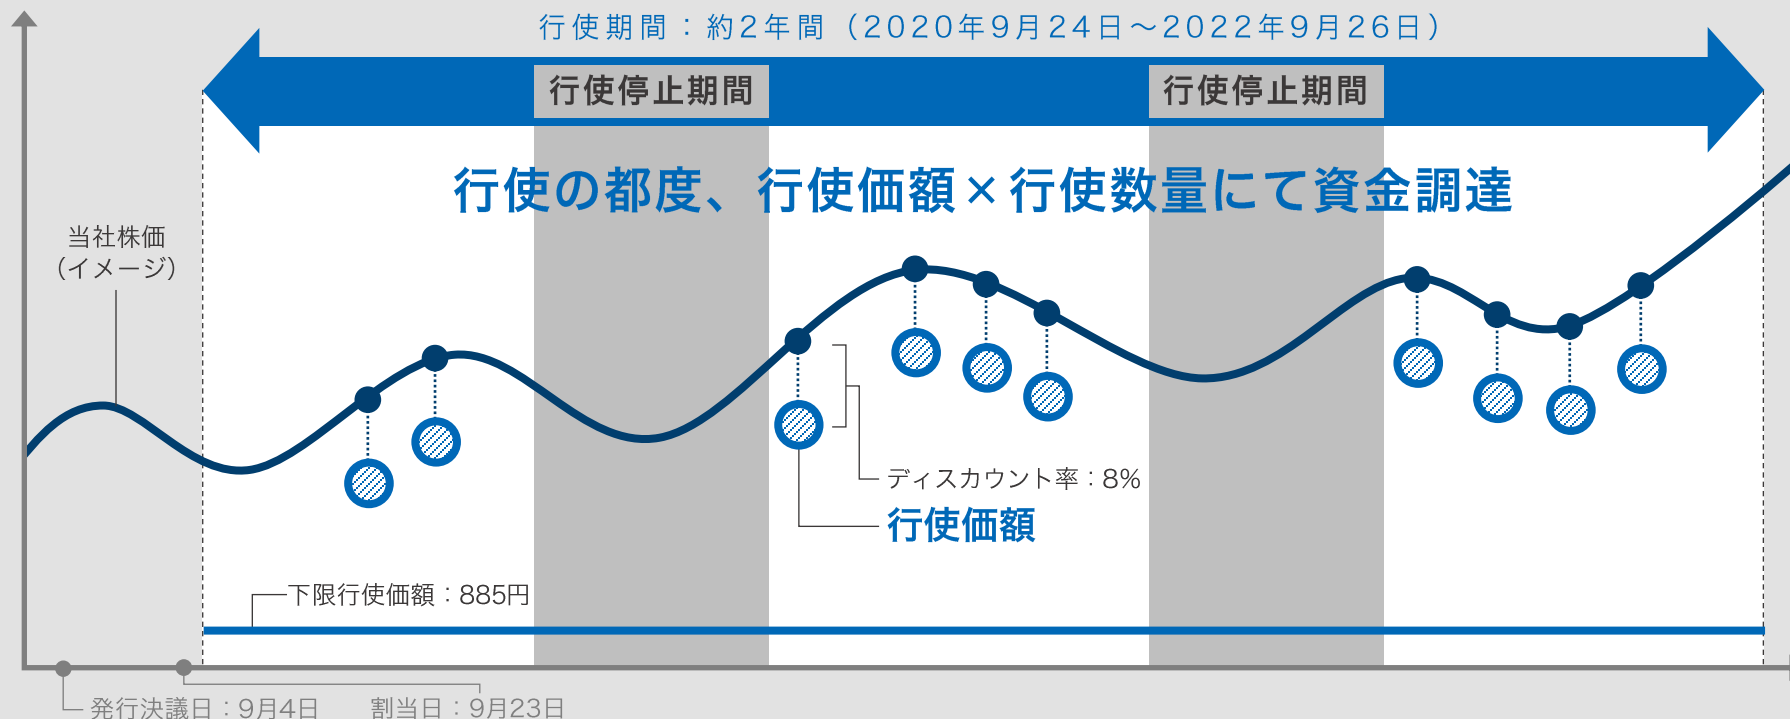 行使期間：約2年間（2020年9月24日〜2022年9月26日）
行使停止期間
行使停止期間
行使の都度、行使価額×行使数量にて資金調達
当社株価
（イメージ）
ディスカウント率：8%
行使価額
下限行使価額：885円
発行決議日：9月4日
割当日：9月23日